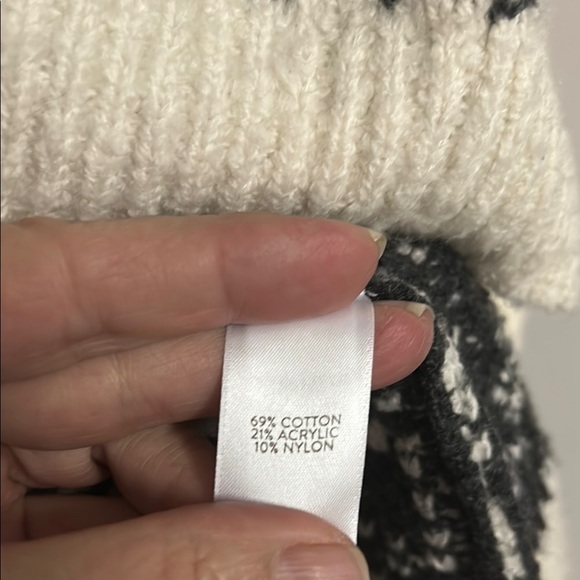 69% COTTON
21% ACRYLIC
10% NYLON